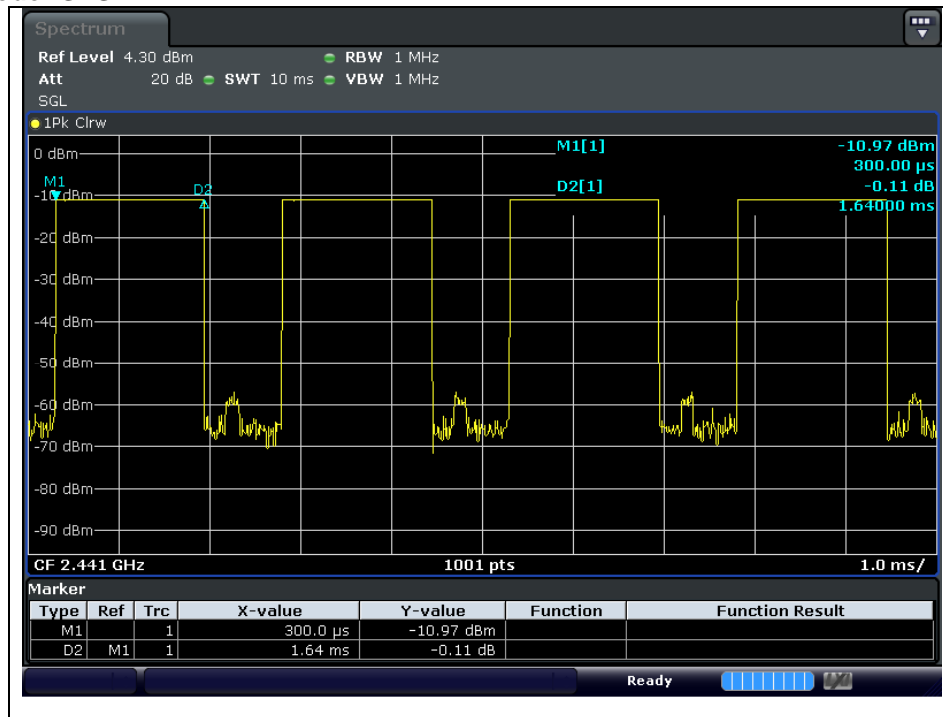 Spectrum
Ref Level 4.30 dBm RBW 1 MHz
Att 20 dB SWT 10 ms VBW 1 MHz
SGL
1Pk Clrw
M1[1] -10.97 dBm
300.00 µs
D2[1] -0.11 dB
1.64000 ms
0 dBm
M1
D2
-10 dBm
-20 dBm
-30 dBm
-40 dBm
-50 dBm
-60 dBm
-70 dBm
-80 dBm
-90 dBm
CF 2.441 GHz 1001 pts 1.0 ms/
Marker
Type Ref Trc X-value Y-value Function Function Result
M1 1 300.0 µs -10.97 dBm
D2 M1 1 1.64 ms -0.11 dB
Ready